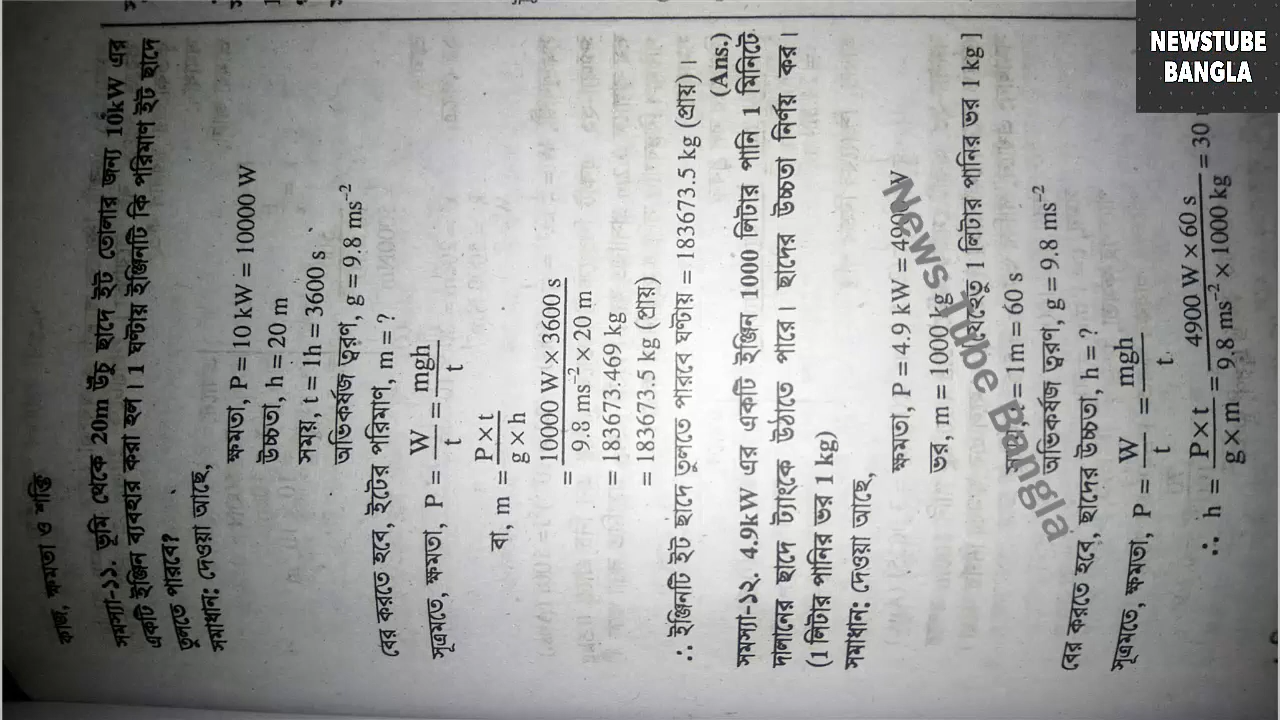 কাজ, ক্ষমতা ও শক্তি
সমস্যা-১১. ভূমি থেকে 20m উঁচু ছাদে ইট তোলার জন্য 10kW এর
একটি ইঞ্জিন ব্যবহার করা হল। 1 ঘণ্টায় ইঞ্জিনটি কি পরিমাণ ইট ছাদে
তুলতে পারবে?
সমাধান: দেওয়া আছে,
ক্ষমতা, P = 10 kW = 10000 W
উচ্চতা, h = 20 m
সময়, t = 1h = 3600 s
অভিকর্ষজ ত্বরণ, g = 9.8 ms⁻²
বের করতে হবে, ইটের পরিমাণ, m = ?
সূত্রমতে, ক্ষমতা, P = W/t = mgh/t
বা, m = P × t / g × h
= 10000 W × 3600 s / 9.8 ms⁻² × 20 m
= 183673.469 kg
= 183673.5 kg (প্রায়)
∴ ইঞ্জিনটি ইট ছাদে তুলতে পারবে ঘণ্টায় = 183673.5 kg (প্রায়)।
(Ans.)
সমস্যা-১২. 4.9kW এর একটি ইঞ্জিন 1000 লিটার পানি 1 মিনিটে
দালানের ছাদে ট্যাংকে উঠাতে পারে। ছাদের উচ্চতা নির্ণয় কর।
(1 লিটার পানির ভর 1 kg)
সমাধান: দেওয়া আছে,
ক্ষমতা, P = 4.9 kW = 4900 W
ভর, m = 1000 kg [যেহেতু 1 লিটার পানির ভর 1 kg]
সময়, t = 1m = 60 s
অভিকর্ষজ ত্বরণ, g = 9.8 ms⁻²
বের করতে হবে, ছাদের উচ্চতা, h = ?
সূত্রমতে, ক্ষমতা, P = W/t = mgh/t
∴ h = P × t / g × m = 4900 W × 60 s / 9.8 ms⁻² × 1000 kg = 30
NEWSTUBE
BANGLA
News Tube Bangla